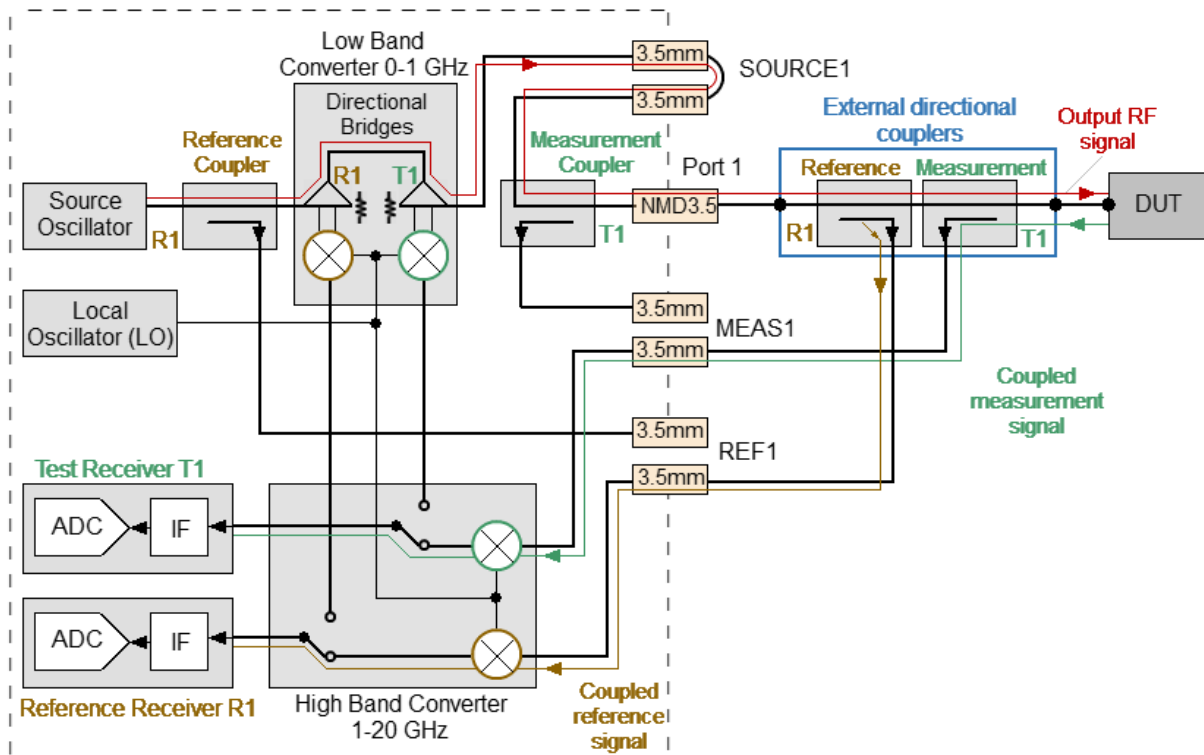 Low Band
Converter 0-1 GHz
Directional
Bridges
Reference
Coupler
R1
T1
Source
Oscillator
R1
Local
Oscillator (LO)
3.5mm
3.5mm
SOURCE1
Measurement
Coupler
T1
Port 1
NMD3.5
External directional
couplers
Reference
Measurement
R1
T1
Output RF
signal
DUT
3.5mm
MEAS1
3.5mm
Coupled
measurement
signal
3.5mm
REF1
3.5mm
Test Receiver T1
ADC
IF
ADC
IF
Reference Receiver R1
High Band Converter
1-20 GHz
Coupled
reference
signal